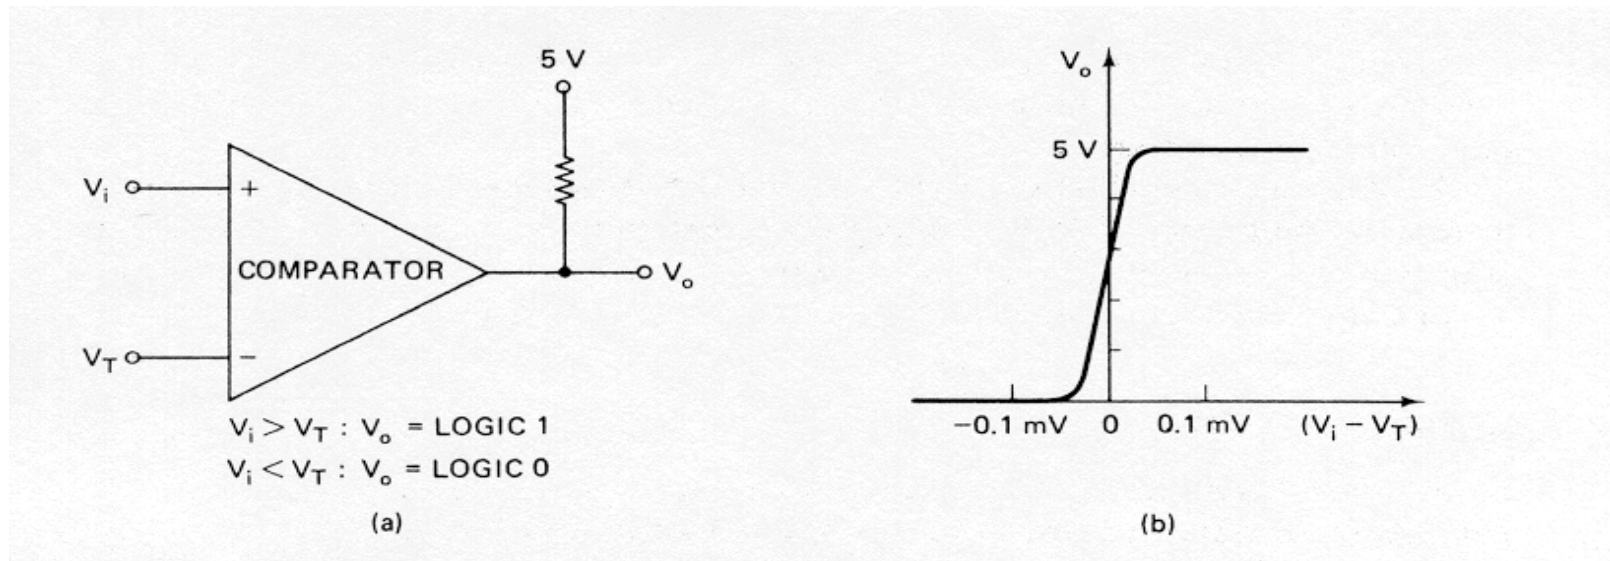 5 V
Vi
+
COMPARATOR
Vo
VT
−
Vi > VT : Vo = LOGIC 1
Vi < VT : Vo = LOGIC 0
(a)
Vo
5 V
−0.1 mV 0 0.1 mV (Vi − VT)
(b)